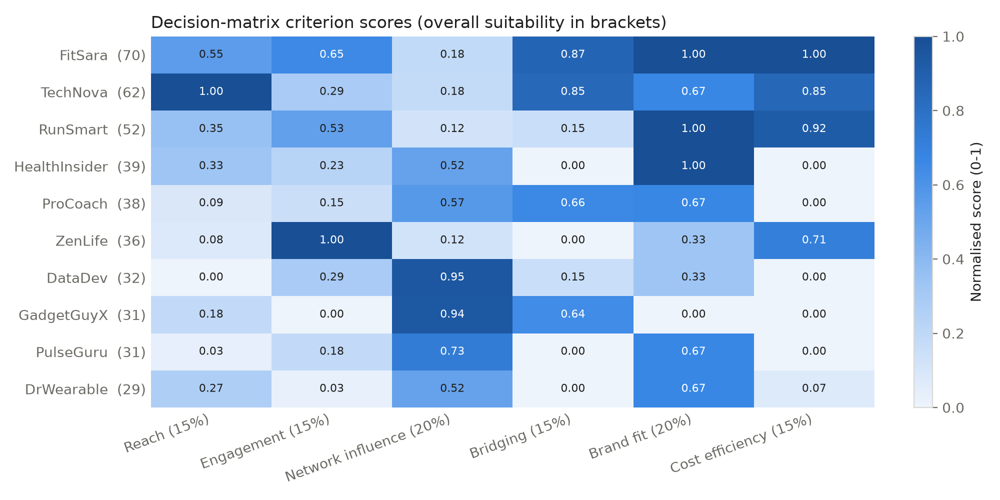 Decision-matrix criterion scores (overall suitability in brackets)
FitSara (70) 0.55 0.65 0.18 0.87 1.00 1.00
TechNova (62) 1.00 0.29 0.18 0.85 0.67 0.85
RunSmart (52) 0.35 0.53 0.12 0.15 1.00 0.92
HealthInsider (39) 0.33 0.23 0.52 0.00 1.00 0.00
ProCoach (38) 0.09 0.15 0.57 0.66 0.67 0.00
ZenLife (36) 0.08 1.00 0.12 0.00 0.33 0.71
DataDev (32) 0.00 0.29 0.95 0.15 0.33 0.00
GadgetGuyX (31) 0.18 0.00 0.94 0.64 0.00 0.00
PulseGuru (31) 0.03 0.18 0.73 0.00 0.67 0.00
DrWearable (29) 0.27 0.03 0.52 0.00 0.67 0.07
Reach (15%)
Engagement (15%)
Network influence (20%)
Bridging (15%)
Brand fit (20%)
Cost efficiency (15%)
1.0
0.8
0.6
0.4
0.2
0.0
Normalised score (0-1)